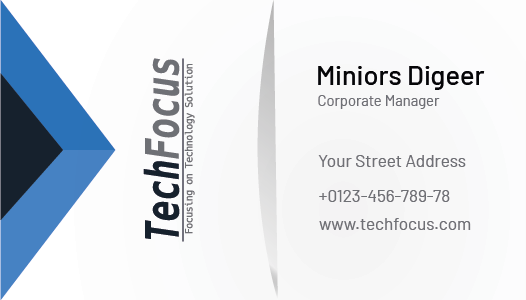 TechFocus
Focusing on Technology Solution
Miniors Digeer
Corporate Manager
Your Street Address
+0123-456-789-78
www.techfocus.com